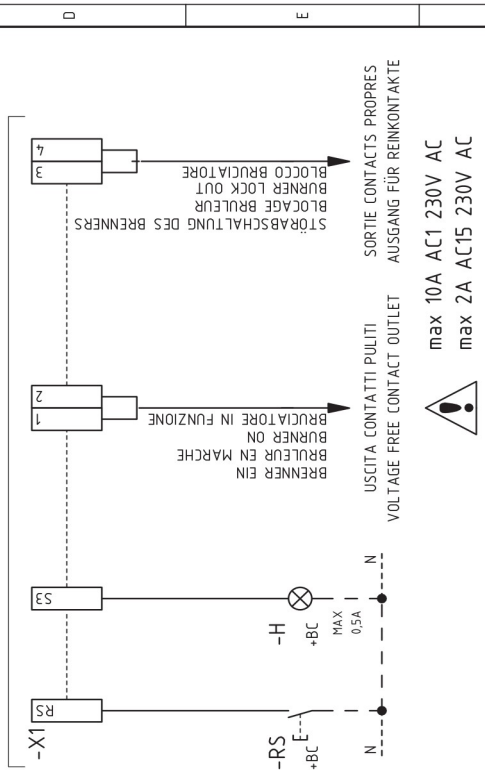 D
E
-X1
RS
S3
1
2
3
4
-RS
+BC
-H
+BC
MAX
0,5A
N
N
BRUCIATORE IN FUNZIONE
BURNER ON
BRULEUR EN MARCHE
BRENNER EIN
BLOCCO BRUCIATORE
BURNER LOCK OUT
BLOCAGE BRULEUR
STÖRABSCHALTUNG DES BRENNERS
USCITA CONTATTI PULITI
VOLTAGE FREE CONTACT OUTLET
SORTIE CONTACTS PROPRES
AUSGANG FÜR REINKONTAKTE
max 10A AC1 230V AC
max 2A AC15 230V AC